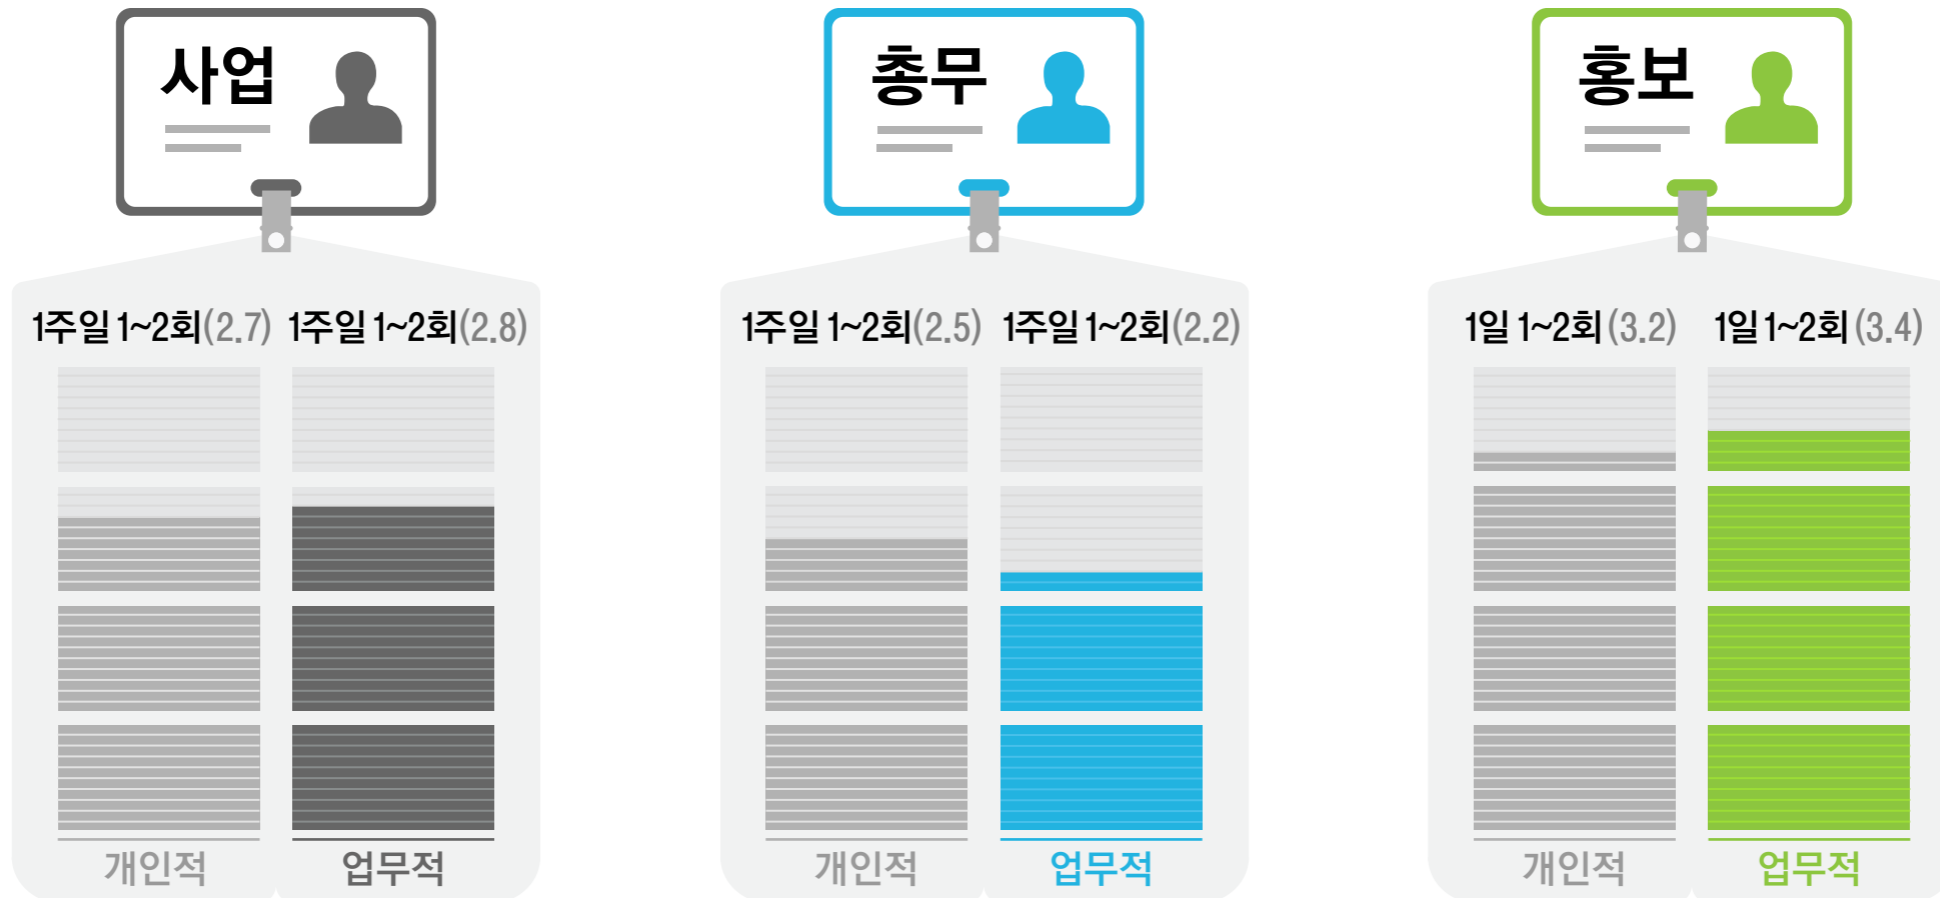 사업
총무
홍보
1주일 1~2회(2.7) 1주일 1~2회(2.8)
1주일 1~2회(2.5) 1주일 1~2회(2.2)
1일 1~2회 (3.2) 1일 1~2회 (3.4)
개인적 업무적
개인적 업무적
개인적 업무적